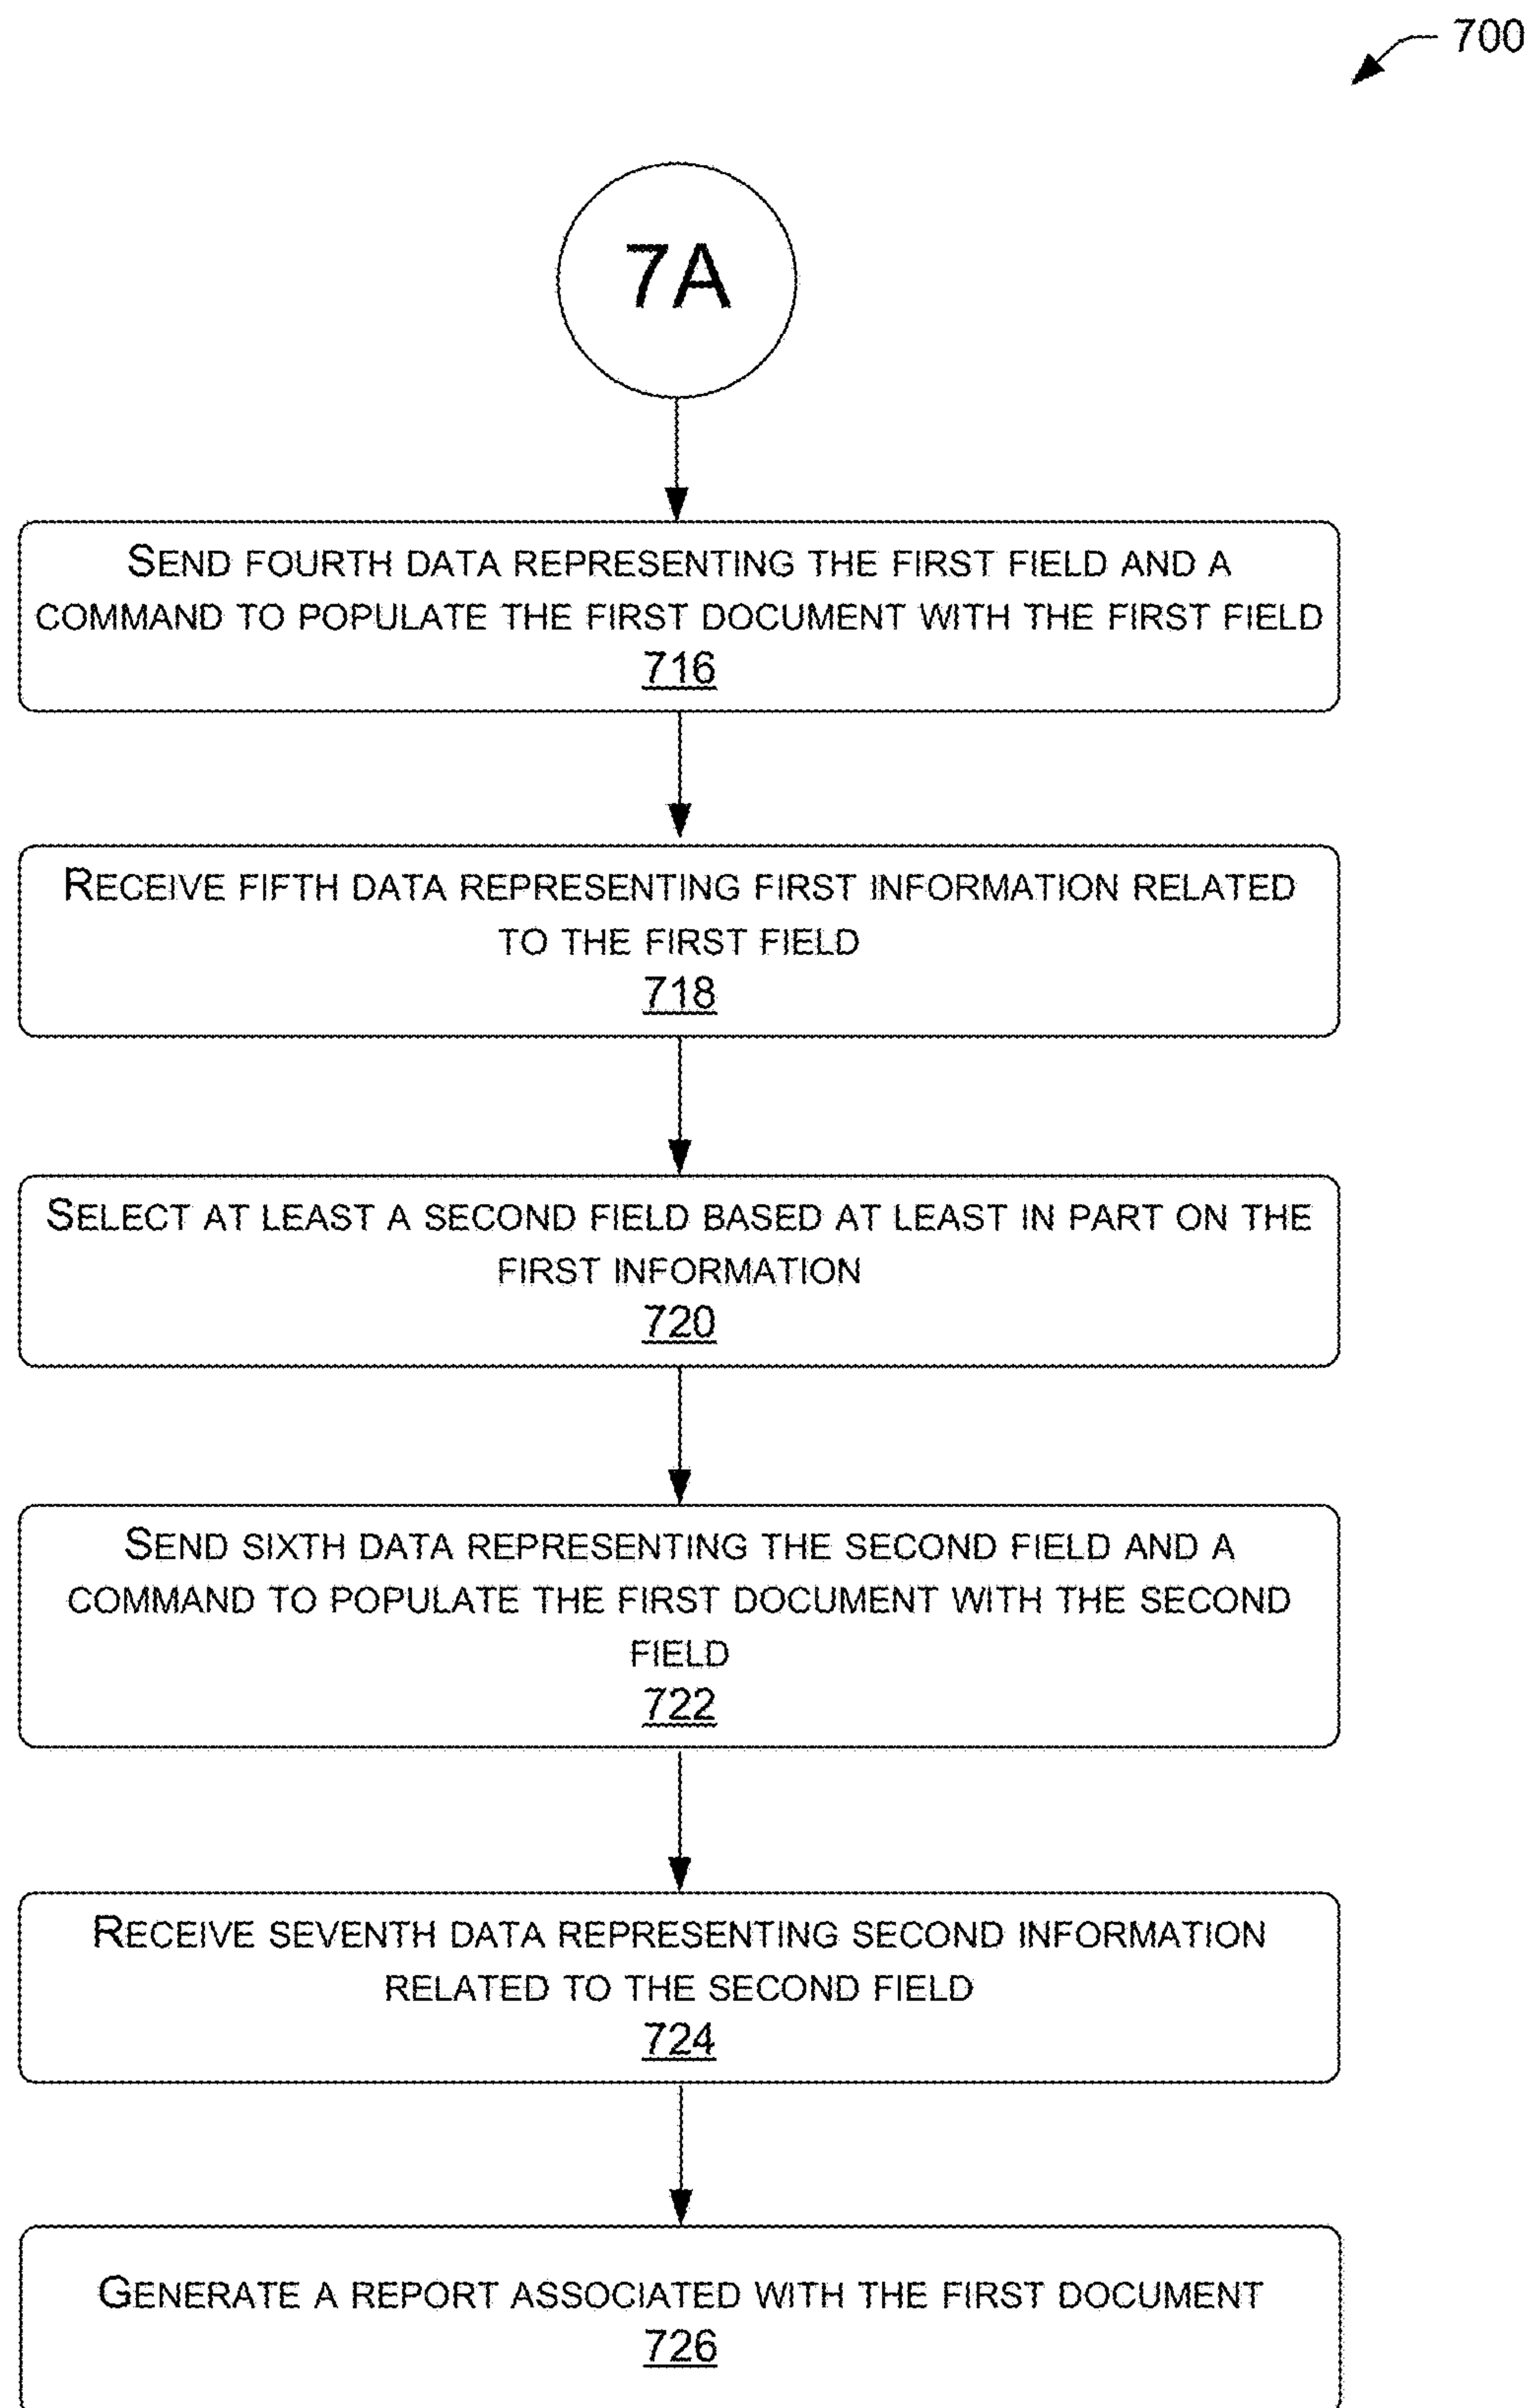 700
7A
SEND FOURTH DATA REPRESENTING THE FIRST FIELD AND A
COMMAND TO POPULATE THE FIRST DOCUMENT WITH THE FIRST FIELD
716
RECEIVE FIFTH DATA REPRESENTING FIRST INFORMATION RELATED
TO THE FIRST FIELD
718
SELECT AT LEAST A SECOND FIELD BASED AT LEAST IN PART ON THE
FIRST INFORMATION
720
SEND SIXTH DATA REPRESENTING THE SECOND FIELD AND A
COMMAND TO POPULATE THE FIRST DOCUMENT WITH THE SECOND
FIELD
722
RECEIVE SEVENTH DATA REPRESENTING SECOND INFORMATION
RELATED TO THE SECOND FIELD
724
GENERATE A REPORT ASSOCIATED WITH THE FIRST DOCUMENT
726